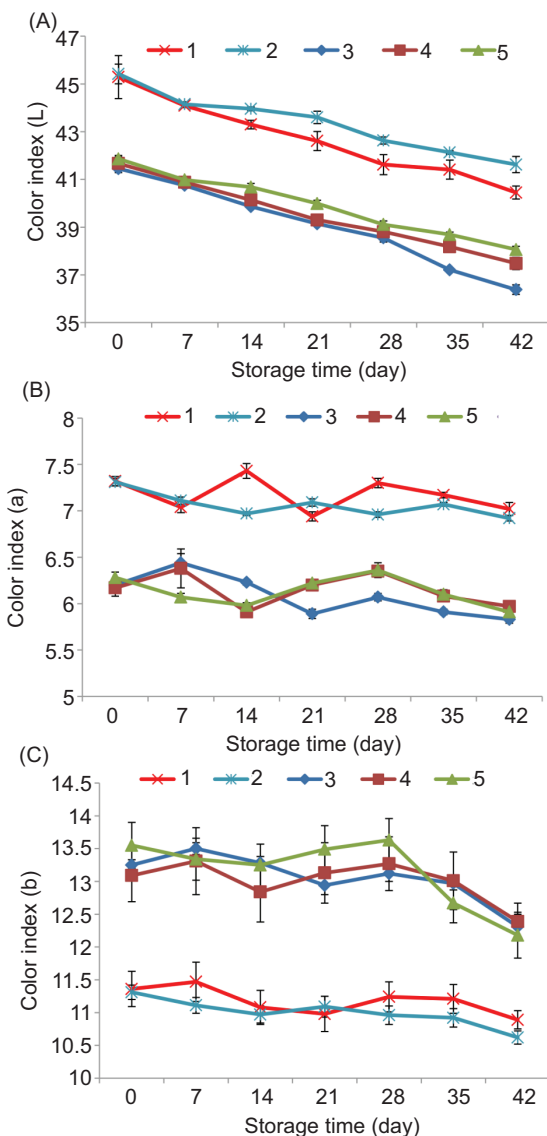 (A)
1 2 3 4 5
47
45
43
41
39
37
35
Color index (L)
0 7 14 21 28 35 42
Storage time (day)
(B)
1 2 3 4 5
8
7.5
7
6.5
6
5.5
5
Color index (a)
0 7 14 21 28 35 42
Storage time (day)
(C)
1 2 3 4 5
14.5
14
13.5
13
12.5
12
11.5
11
10.5
10
Color index (b)
0 7 14 21 28 35 42
Storage time (day)